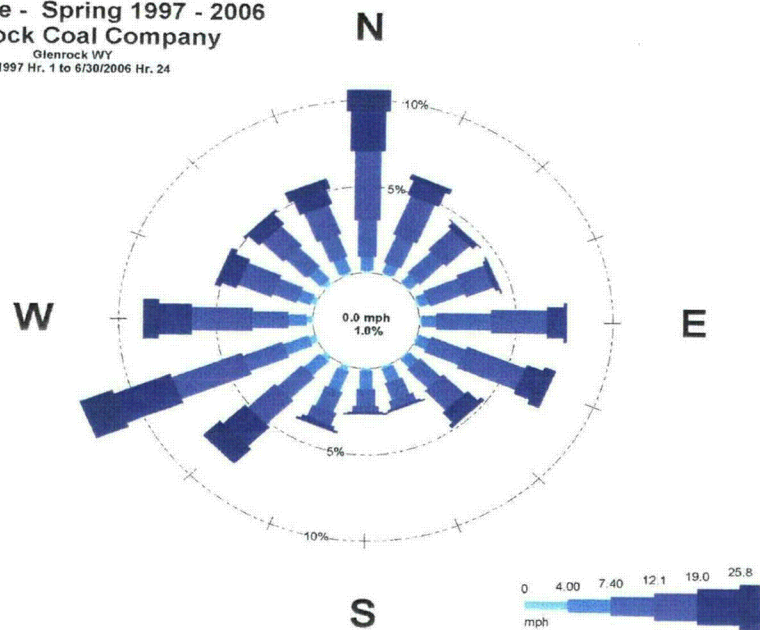 e - Spring 1997 - 2006
ock Coal Company
Glenrock WY
1997 Hr. 1 to 6/30/2006 Hr. 24
N
10%
5%
W
0.0 mph
1.0%
E
5%
10%
S
0 4.00 7.40 12.1 19.0 25.8
mph